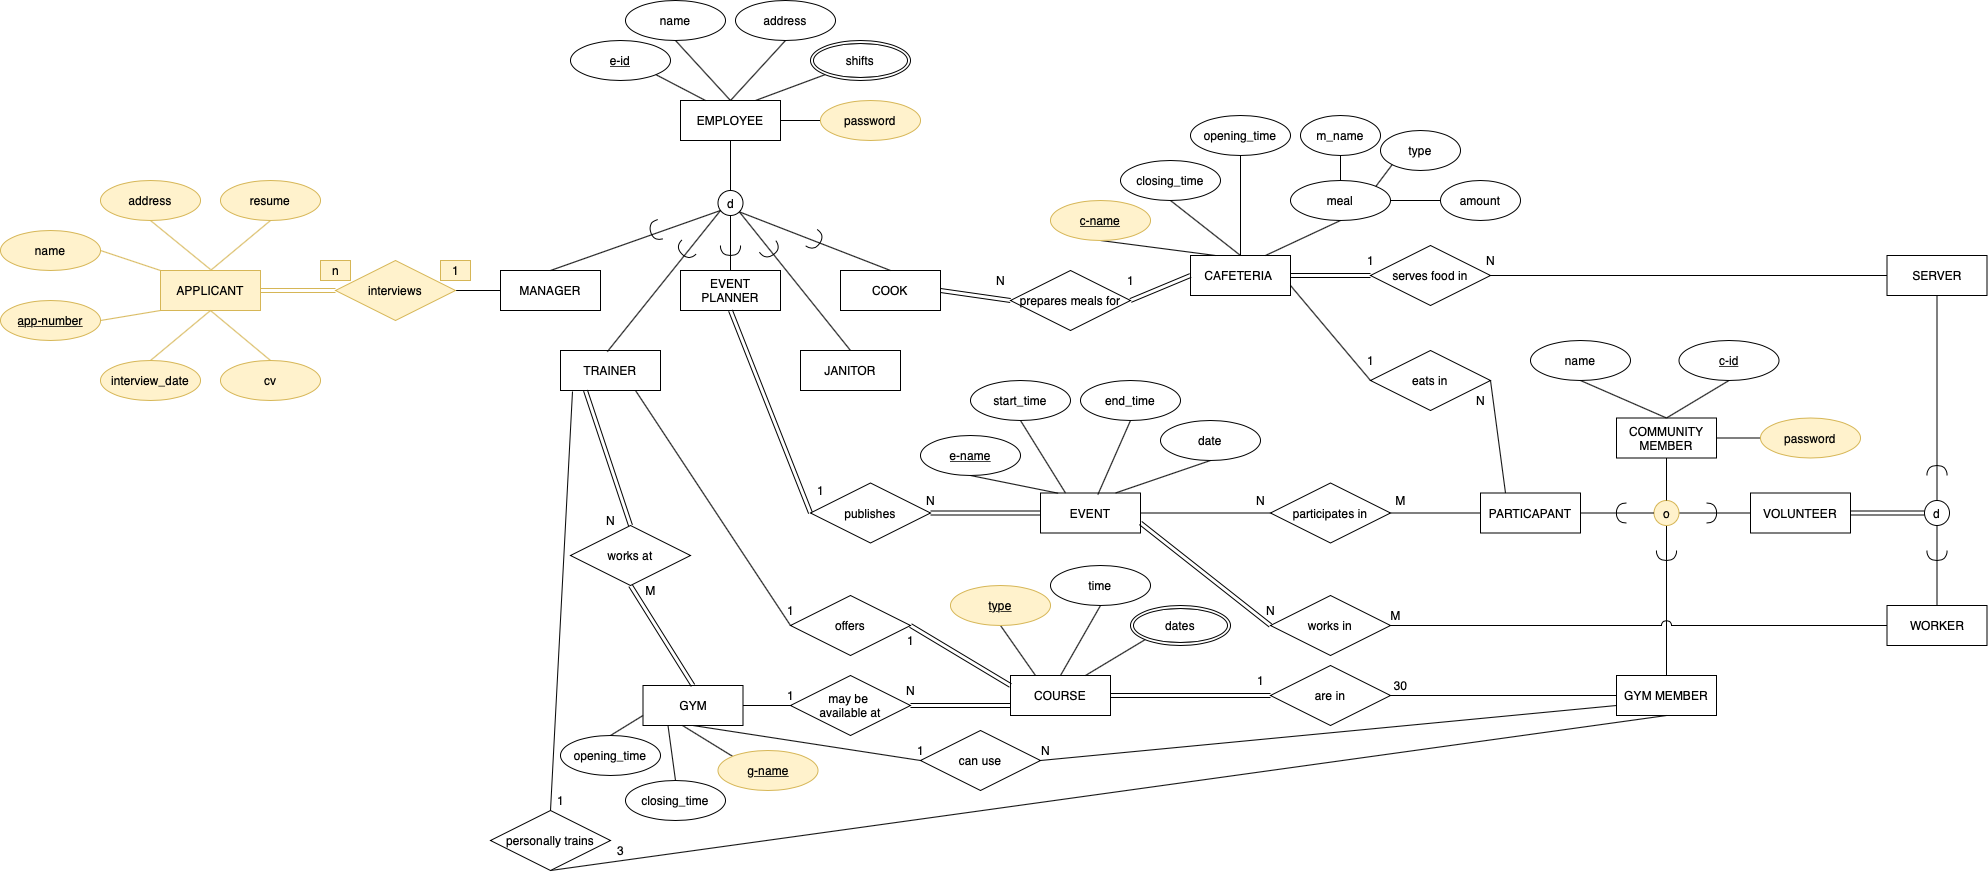 name
address
e-id
shifts
EMPLOYEE
password
opening_time
m_name
type
closing_time
meal
amount
c-name
address
resume
d
name
n
1
APPLICANT
interviews
MANAGER
EVENT
PLANNER
COOK
N
prepares meals for
1
CAFETERIA
1
serves food in
N
SERVER
app-number
interview_date
cv
TRAINER
JANITOR
1
eats in
N
name
c-id
start_time
end_time
date
e-name
COMMUNITY
MEMBER
password
1
publishes
N
EVENT
N
participates in
M
PARTICAPANT
o
VOLUNTEER
d
N
works at
M
type
time
dates
1
offers
1
N
works in
M
WORKER
GYM
1
may be
available at
N
COURSE
1
are in
30
GYM MEMBER
opening_time
closing_time
g-name
1
can use
N
1
personally trains
3